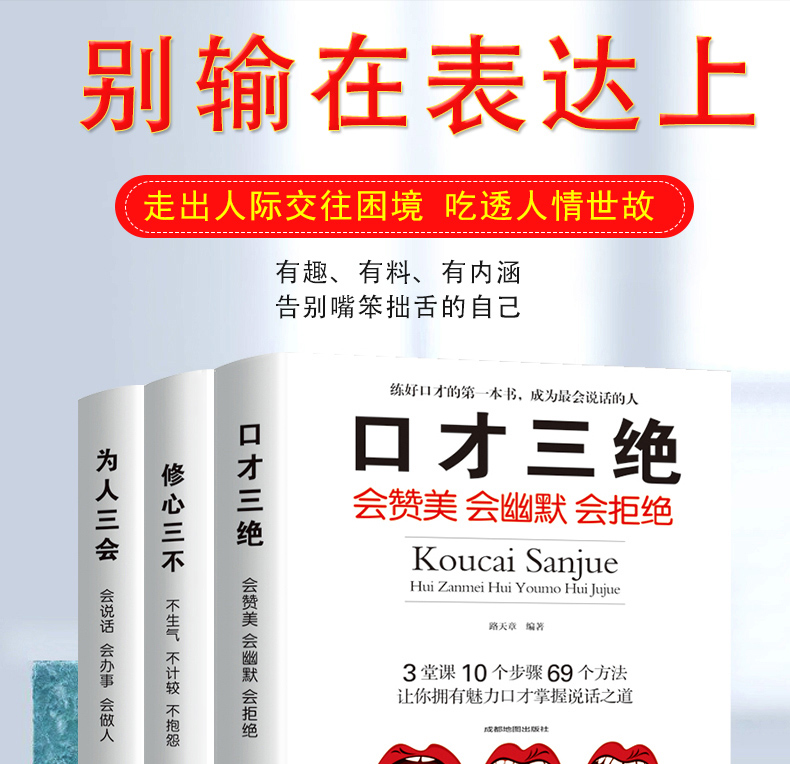 别输在表达上
走出人际交往困境 吃透人情世故
有趣、有料、有内涵
告别嘴笨拙舌的自己
为人三会
会说话 会办事 会做人
修心三不
不生气 不计较 不抱怨
口才三绝
会赞美 会幽默 会拒绝
练好口才的第一本书，成为最会说话的人
口才三绝
会赞美 会幽默 会拒绝
Koucai Sanjue
Hui Zanmei Hui Youmo Hui Jujue
路天章 编著
3堂课10个步骤69个方法
让你拥有魅力口才掌握说话之道
成都地图出版社